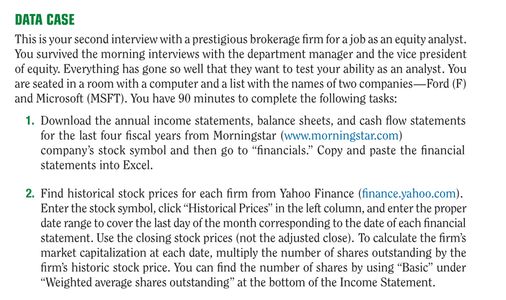 DATA CASE
This is your second interview with a prestigious brokerage firm for a job as an equity analyst.
You survived the morning interviews with the department manager and the vice president
of equity. Everything has gone so well that they want to test your ability as an analyst. You
are seated in a room with a computer and a list with the names of two companies—Ford (F)
and Microsoft (MSFT). You have 90 minutes to complete the following tasks:
1. Download the annual income statements, balance sheets, and cash flow statements
for the last four fiscal years from Morningstar (www.morningstar.com)
company's stock symbol and then go to “financials.” Copy and paste the financial
statements into Excel.
2. Find historical stock prices for each firm from Yahoo Finance (finance.yahoo.com).
Enter the stock symbol, click “Historical Prices” in the left column, and enter the proper
date range to cover the last day of the month corresponding to the date of each financial
statement. Use the closing stock prices (not the adjusted close). To calculate the firm's
market capitalization at each date, multiply the number of shares outstanding by the
firm's historic stock price. You can find the number of shares by using “Basic” under
“Weighted average shares outstanding” at the bottom of the Income Statement.